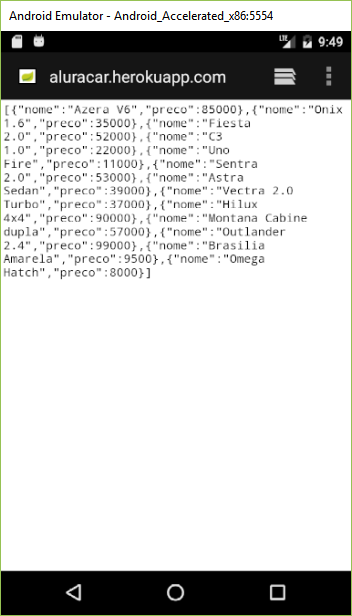 Android Emulator - Android_Accelerated_x86:5554
LTE 9:49
aluracar.herokuapp.com
[{"nome":"Azera V6","preco":85000},{"nome":"Onix
1.6","preco":35000},{"nome":"Fiesta
2.0","preco":52000},{"nome":"C3
1.0","preco":22000},{"nome":"Uno
Fire","preco":11000},{"nome":"Sentra
2.0","preco":53000},{"nome":"Astra
Sedan","preco":39000},{"nome":"Vectra 2.0
Turbo","preco":37000},{"nome":"Hilux
4x4","preco":90000},{"nome":"Montana Cabine
dupla","preco":57000},{"nome":"Outlander
2.4","preco":99000},{"nome":"Brasilia
Amarela","preco":9500},{"nome":"Omega
Hatch","preco":8000}]